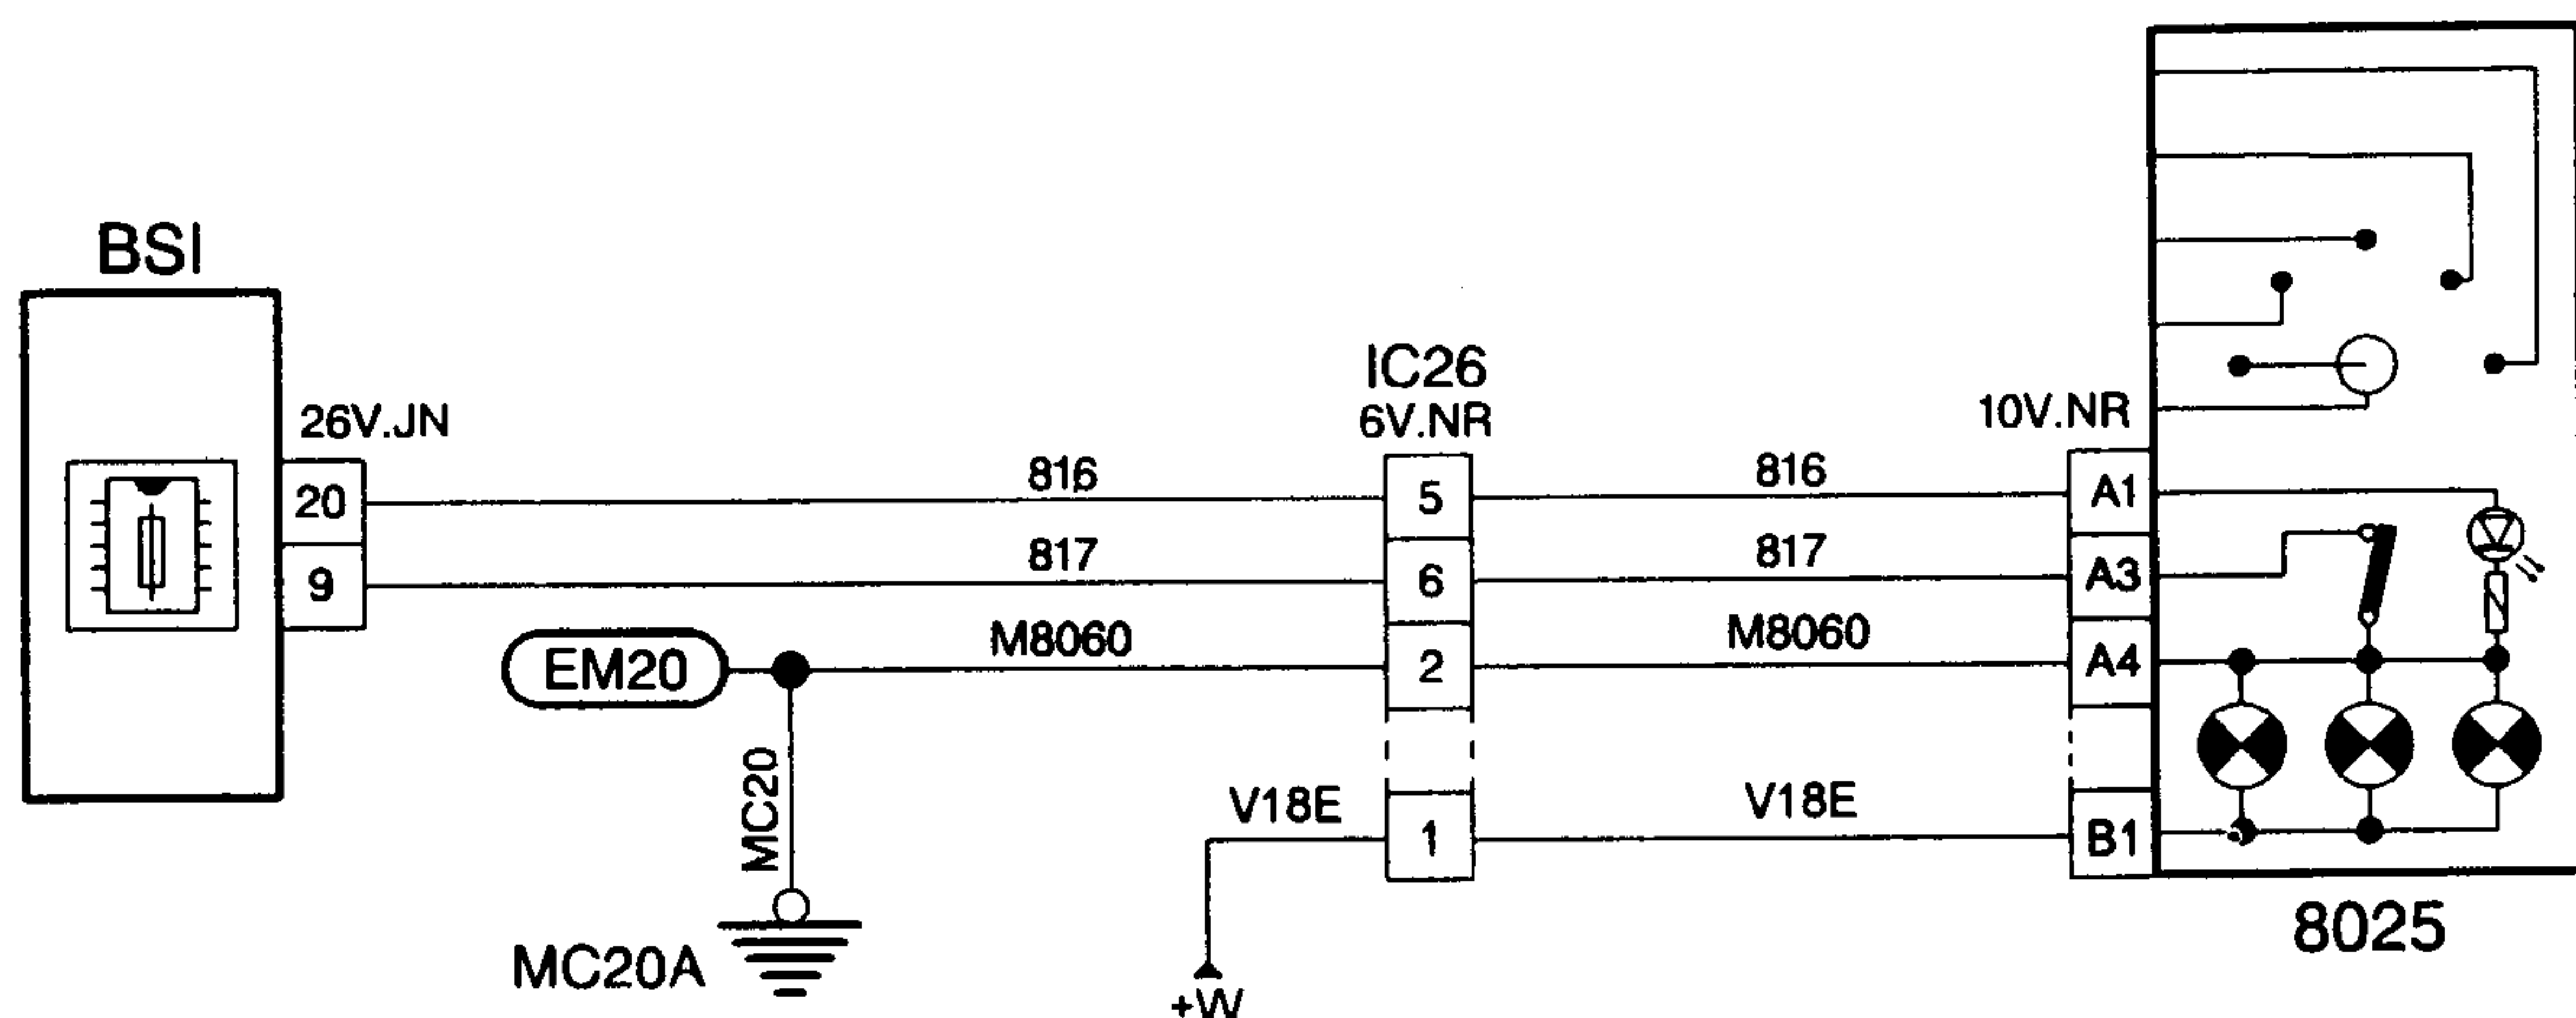 BSI
26V.JN
20
9
816
817
EM20
M8060
MC20
MC20A
IC26
6V.NR
5
6
2
1
V18E
+W
816
817
M8060
V18E
10V.NR
A1
A3
A4
B1
8025